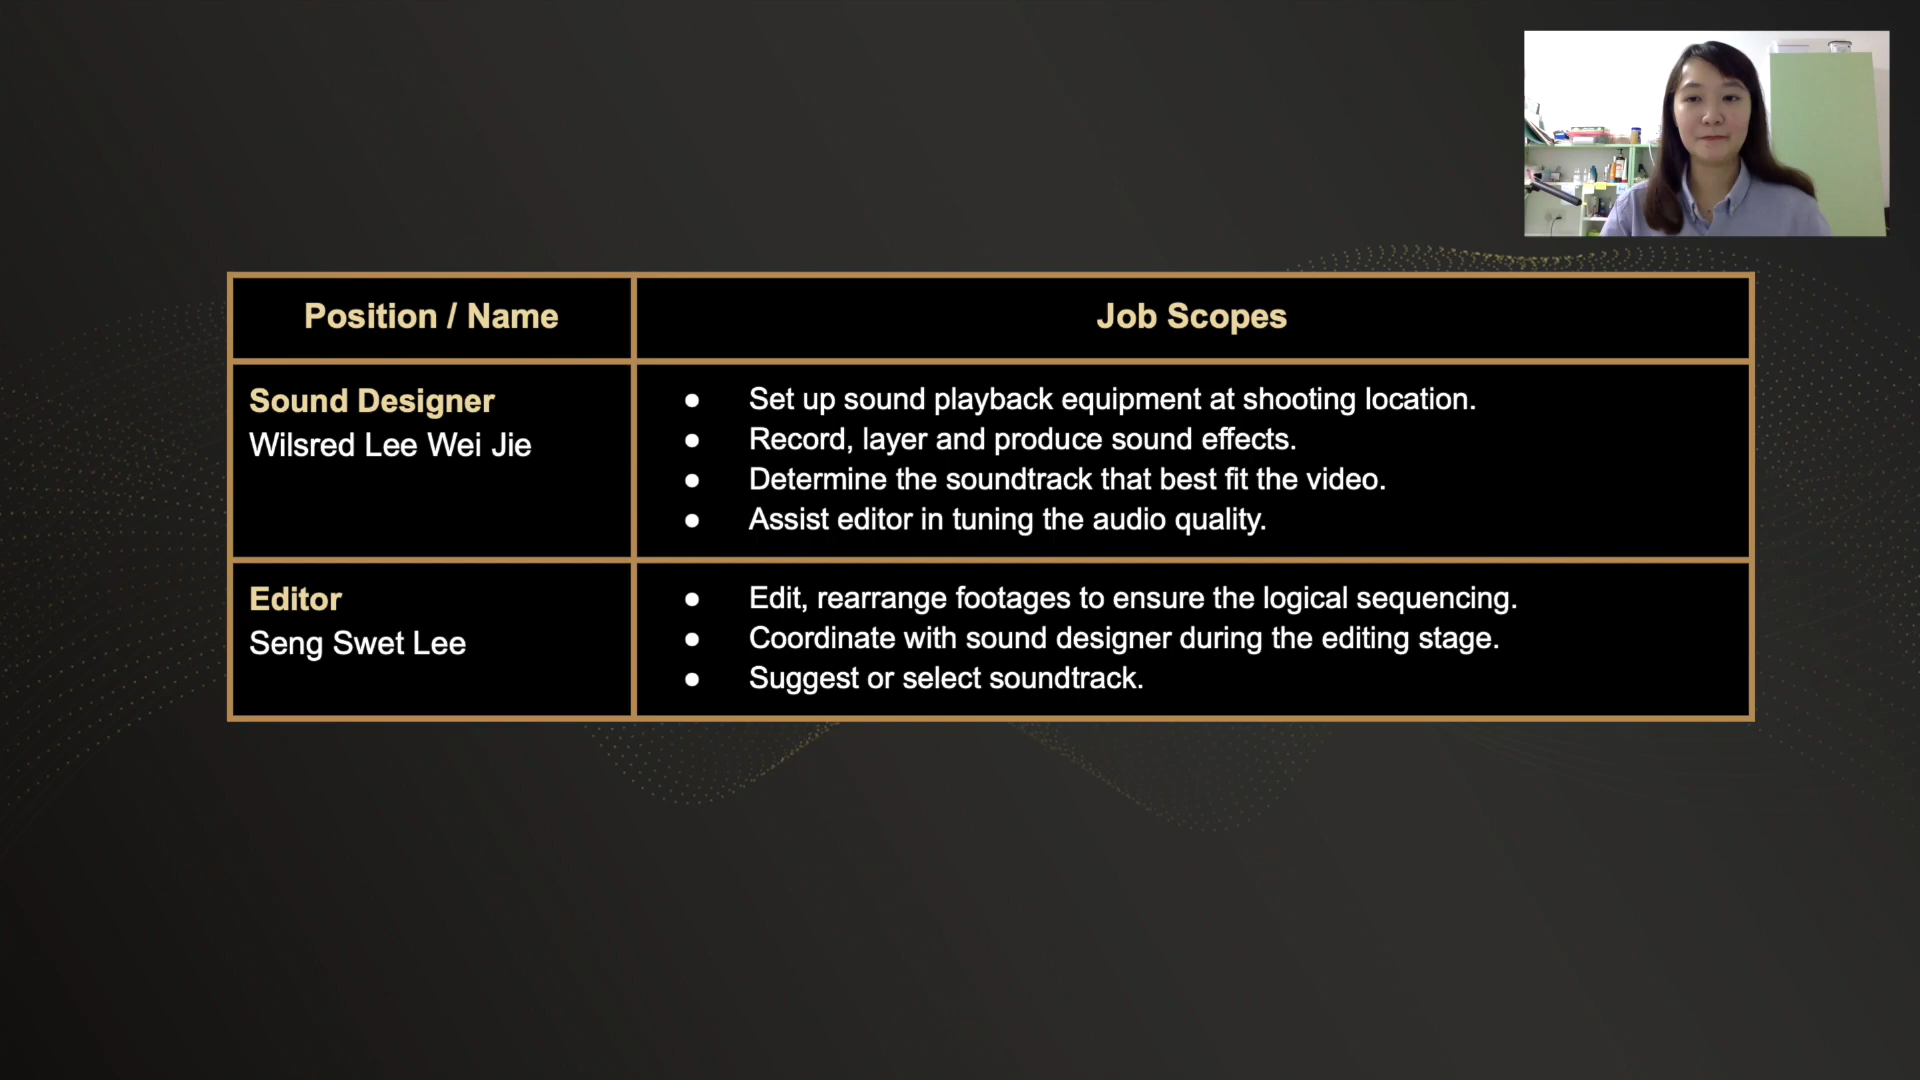 Position / Name
Job Scopes
Sound Designer
Wilsred Lee Wei Jie
● Set up sound playback equipment at shooting location.
● Record, layer and produce sound effects.
● Determine the soundtrack that best fit the video.
● Assist editor in tuning the audio quality.
Editor
Seng Swet Lee
● Edit, rearrange footages to ensure the logical sequencing.
● Coordinate with sound designer during the editing stage.
● Suggest or select soundtrack.